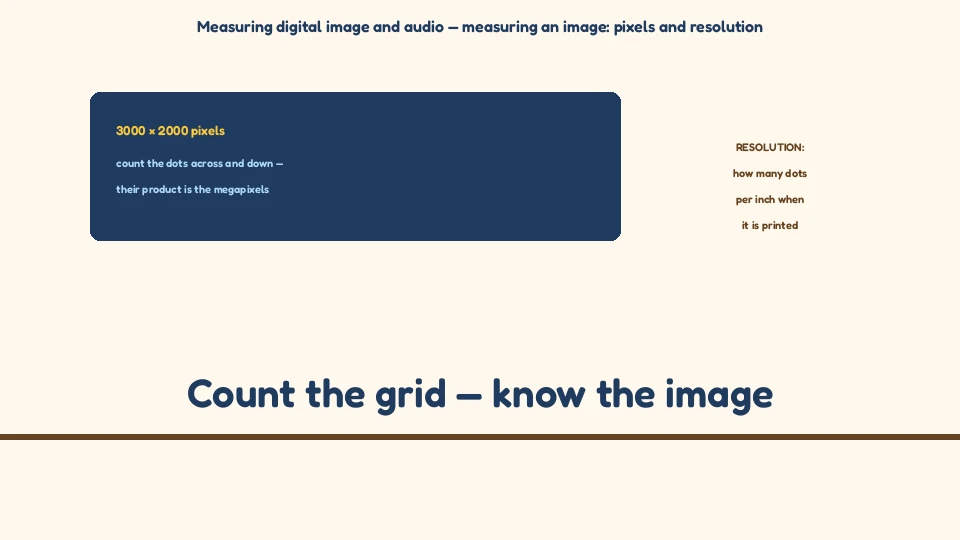 Measuring digital image and audio — measuring an image: pixels and resolution
3000 × 2000 pixels
count the dots across and down —
their product is the megapixels
RESOLUTION:
how many dots
per inch when
it is printed
Count the grid — know the image